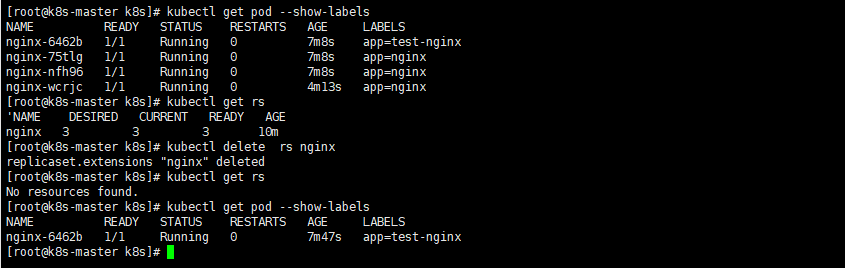 [root@k8s-master k8s]# kubectl get pod --show-labels
NAME          READY   STATUS    RESTARTS   AGE     LABELS
nginx-6462b   1/1     Running   0          7m8s    app=test-nginx
nginx-75tlg   1/1     Running   0          7m8s    app=nginx
nginx-nfh96   1/1     Running   0          7m8s    app=nginx
nginx-wcrjc   1/1     Running   0          4m13s   app=nginx
[root@k8s-master k8s]# kubectl get rs
'NAME    DESIRED   CURRENT   READY   AGE
nginx   3         3         3       10m
[root@k8s-master k8s]# kubectl delete  rs nginx
replicaset.extensions "nginx" deleted
[root@k8s-master k8s]# kubectl get rs
No resources found.
[root@k8s-master k8s]# kubectl get pod --show-labels
NAME          READY   STATUS    RESTARTS   AGE     LABELS
nginx-6462b   1/1     Running   0          7m47s   app=test-nginx
[root@k8s-master k8s]#